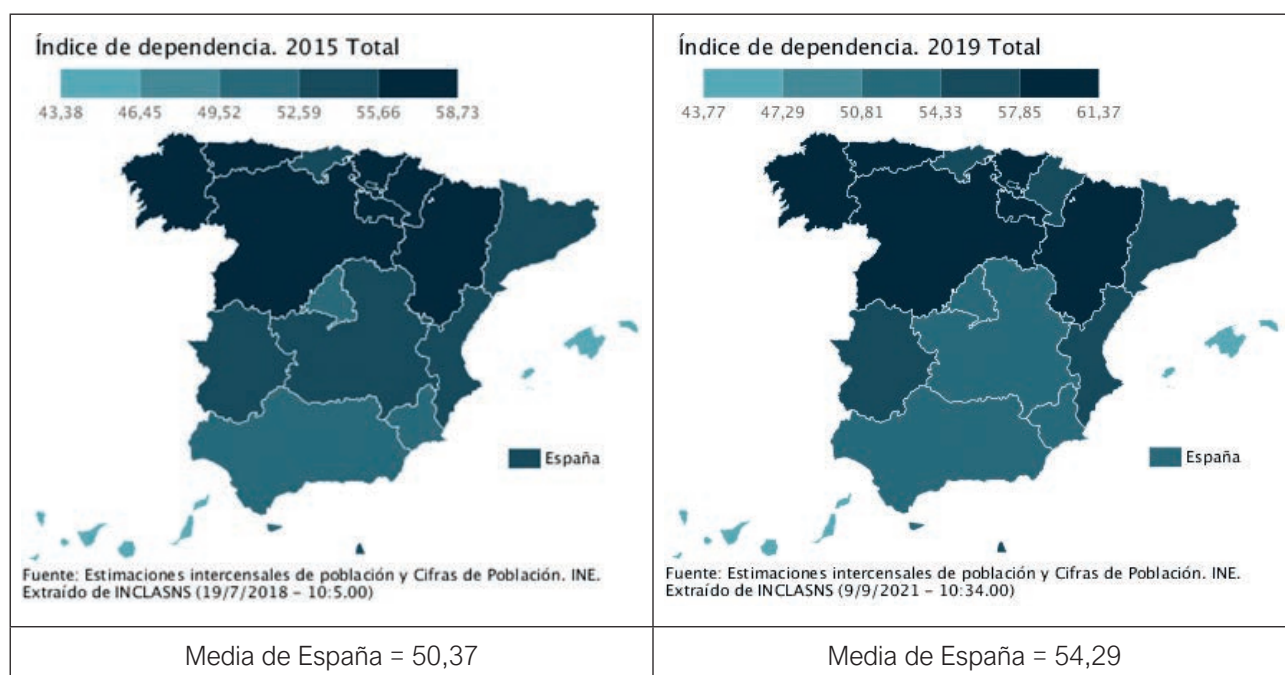 Índice de dependencia. 2015 Total
43,38 46,45 49,52 52,59 55,66 58,73
España
Fuente: Estimaciones intercensales de población y Cifras de Población. INE.
Extraído de INCLASNS (19/7/2018 - 10:5.00)
Media de España = 50,37
Índice de dependencia. 2019 Total
43,77 47,29 50,81 54,33 57,85 61,37
España
Fuente: Estimaciones intercensales de población y Cifras de Población. INE.
Extraído de INCLASNS (9/9/2021 - 10:34.00)
Media de España = 54,29